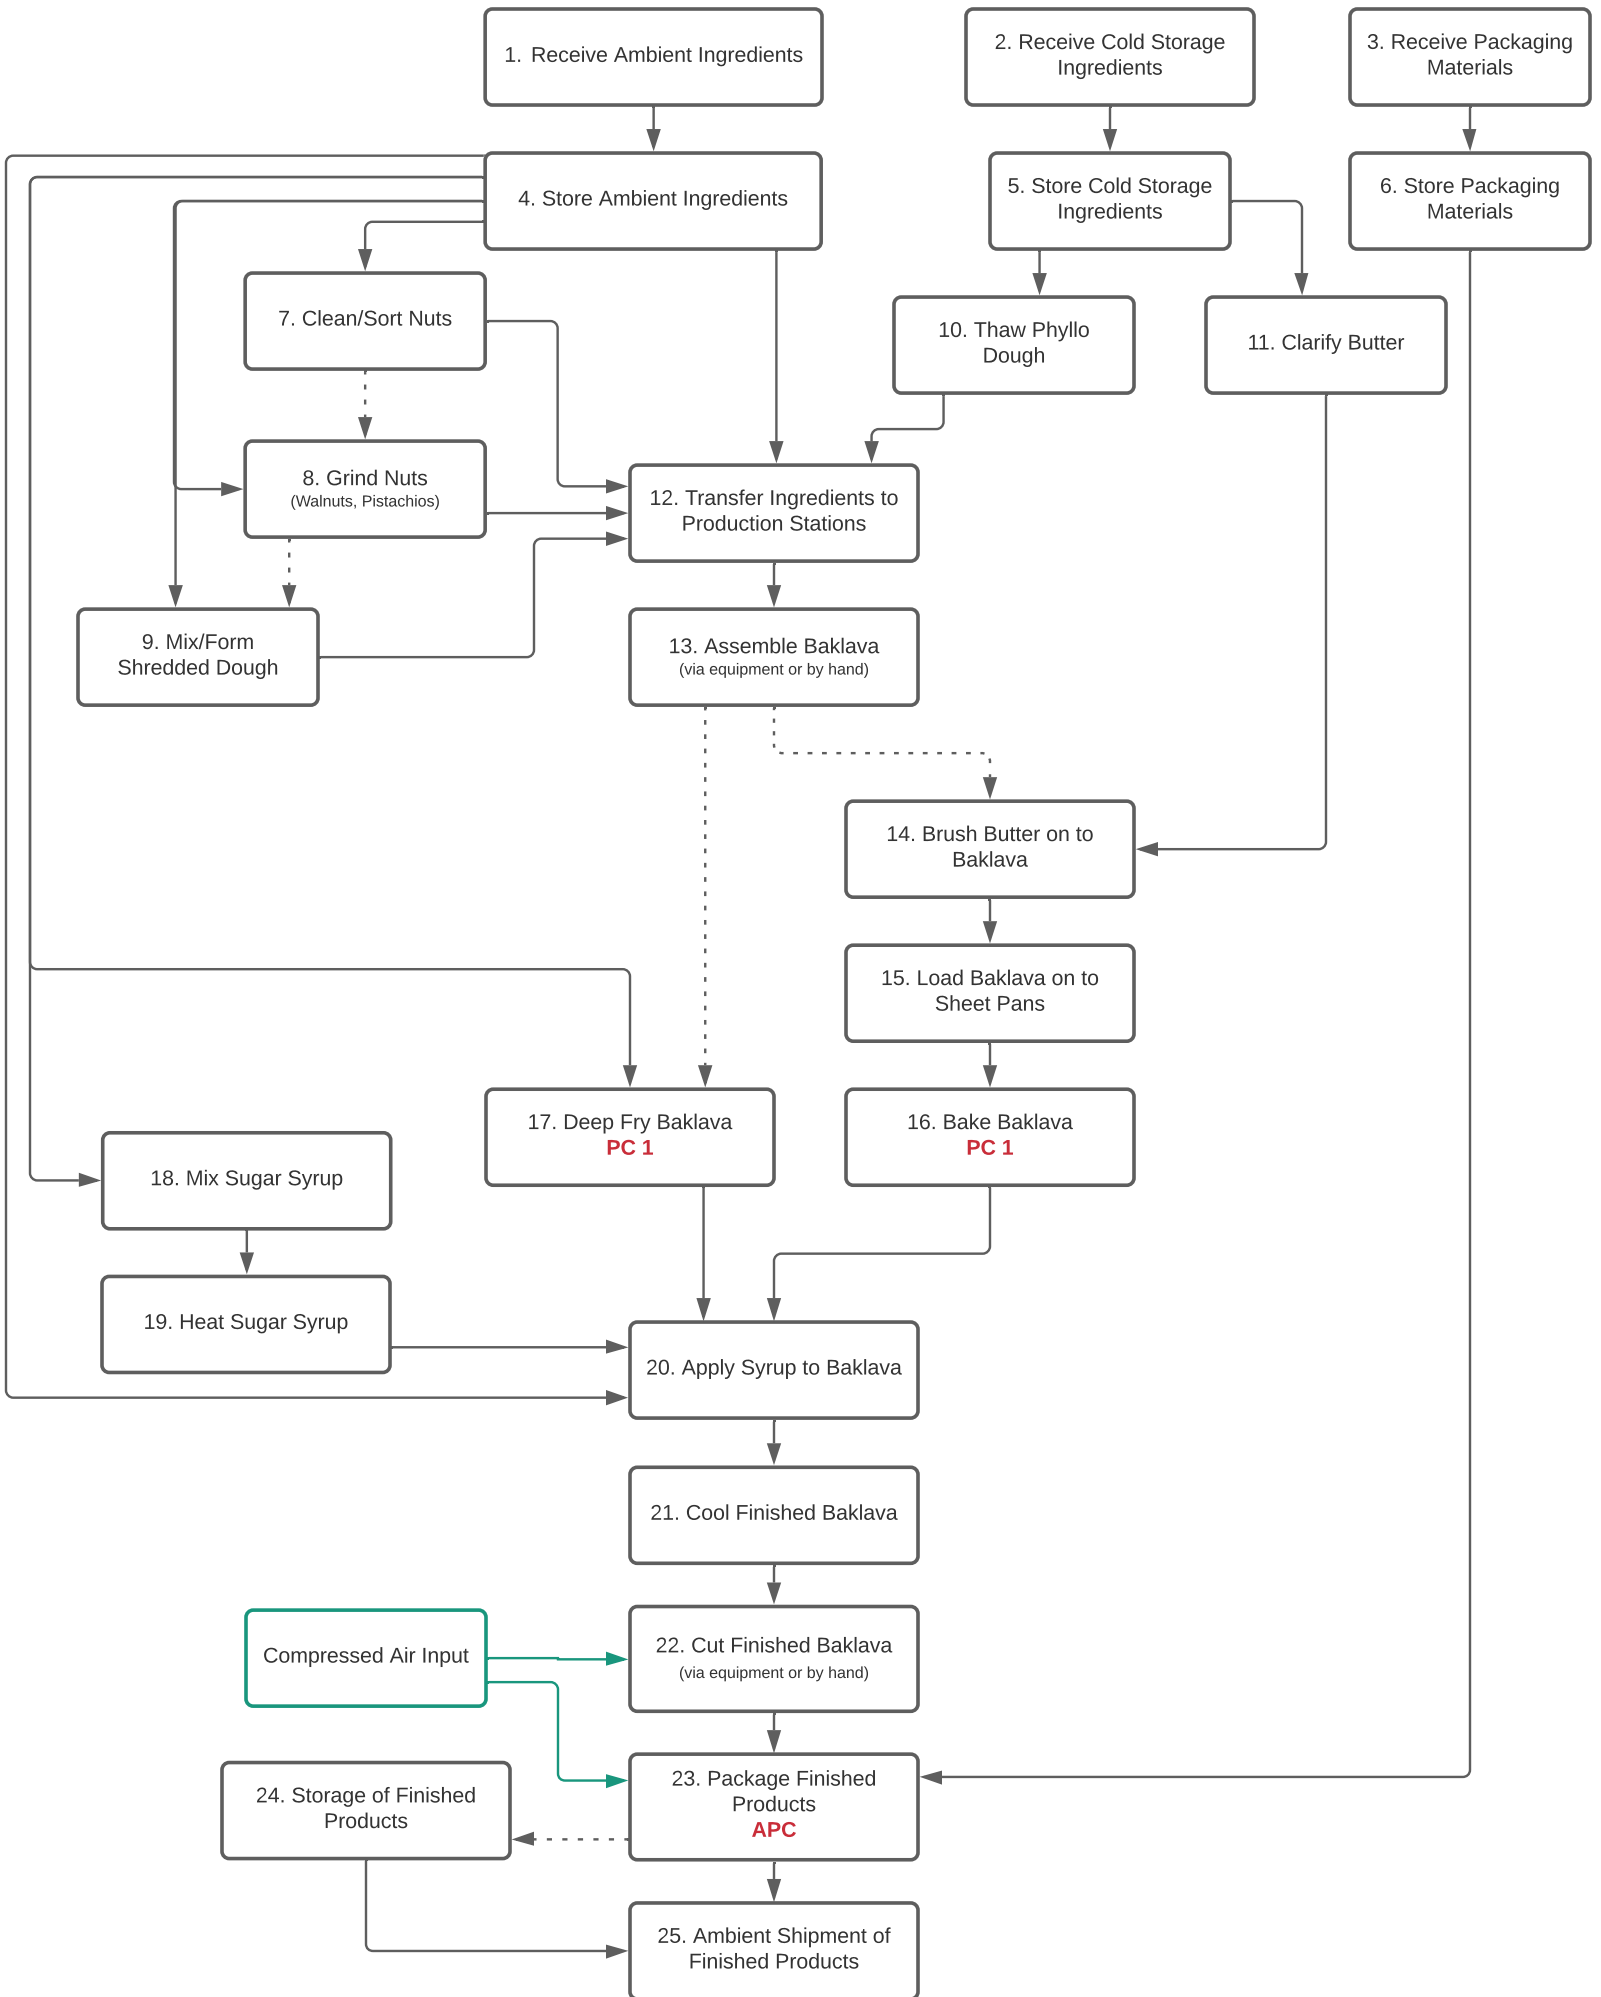 1. Receive Ambient Ingredients
2. Receive Cold Storage
Ingredients
3. Receive Packaging
Materials
4. Store Ambient Ingredients
5. Store Cold Storage
Ingredients
6. Store Packaging
Materials
7. Clean/Sort Nuts
10. Thaw Phyllo
Dough
11. Clarify Butter
8. Grind Nuts
(Walnuts, Pistachios)
12. Transfer Ingredients to
Production Stations
9. Mix/Form
Shredded Dough
13. Assemble Baklava
(via equipment or by hand)
14. Brush Butter on to
Baklava
15. Load Baklava on to
Sheet Pans
17. Deep Fry Baklava
PC 1
16. Bake Baklava
PC 1
18. Mix Sugar Syrup
19. Heat Sugar Syrup
20. Apply Syrup to Baklava
21. Cool Finished Baklava
Compressed Air Input
22. Cut Finished Baklava
(via equipment or by hand)
23. Package Finished
Products
APC
24. Storage of Finished
Products
25. Ambient Shipment of
Finished Products